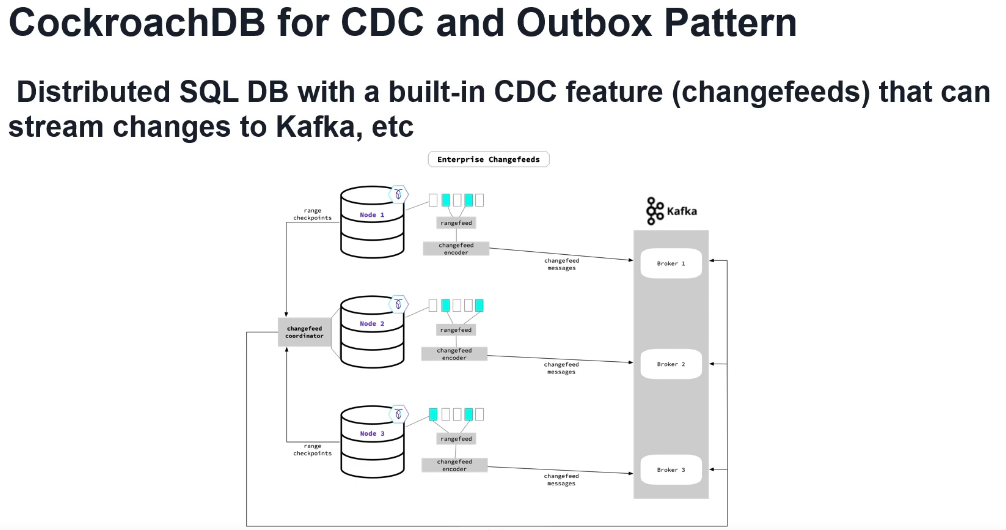 CockroachDB for CDC and Outbox Pattern
Distributed SQL DB with a built-in CDC feature (changefeeds) that can
stream changes to Kafka, etc
Enterprise Changefeeds
range
checkpoints
Node 1
rangefeed
changefeed
encoder
changefeed
messages
Kafka
Broker 1
changefeed
coordinator
Node 2
rangefeed
changefeed
encoder
changefeed
messages
Broker 2
Node 3
range
checkpoints
rangefeed
changefeed
encoder
changefeed
messages
Broker 3